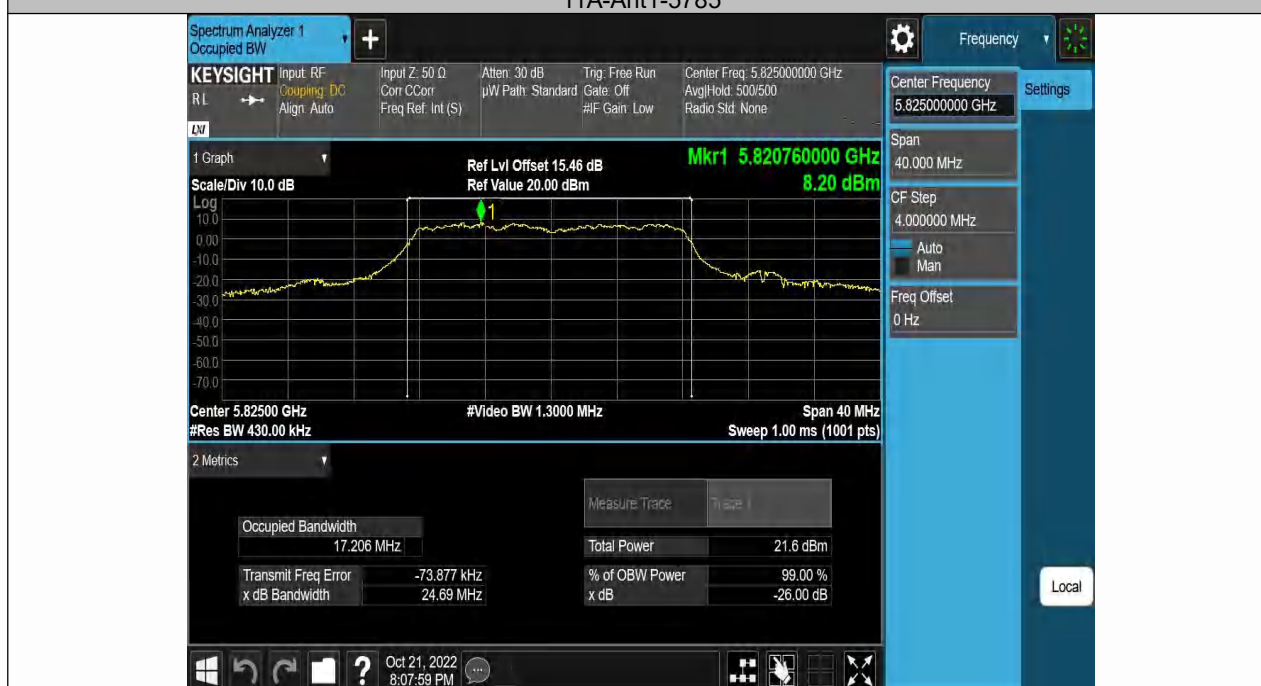 11A-Ant1-5785
Spectrum Analyzer 1
Occupied BW
+
Frequency
KEYSIGHT
RL
LXI
Input: RF
Coupling: DC
Align: Auto
Input Z: 50 Ω
Corr CCorr
Freq Ref: Int (S)
Atten: 30 dB
µW Path: Standard
Trig: Free Run
Gate: Off
#IF Gain: Low
Center Freq: 5.825000000 GHz
Avg|Hold: 500/500
Radio Std: None
Center Frequency
5.825000000 GHz
Settings
Span
40.000 MHz
CF Step
4.000000 MHz
Auto
Man
Freq Offset
0 Hz
Local
1 Graph
Scale/Div 10.0 dB
Ref Lvl Offset 15.46 dB
Ref Value 20.00 dBm
Mkr1 5.820760000 GHz
8.20 dBm
Log
10.0
0.00
-10.0
-20.0
-30.0
-40.0
-50.0
-60.0
-70.0
1
Center 5.82500 GHz
#Res BW 430.00 kHz
#Video BW 1.3000 MHz
Span 40 MHz
Sweep 1.00 ms (1001 pts)
2 Metrics
Measure Trace
Trace 1
Occupied Bandwidth
17.206 MHz
Total Power
21.6 dBm
Transmit Freq Error
-73.877 kHz
% of OBW Power
99.00 %
x dB Bandwidth
24.69 MHz
x dB
-26.00 dB
?
Oct 21, 2022
8:07:59 PM